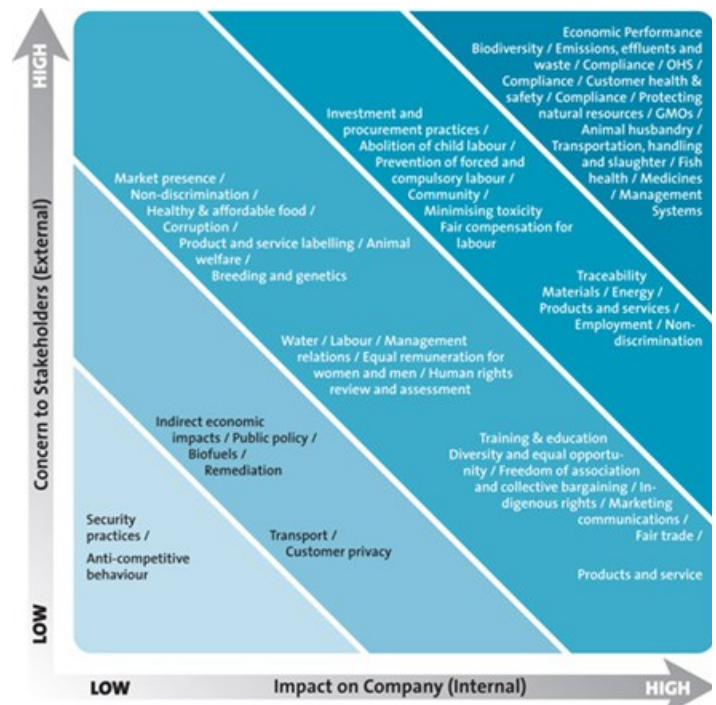 HIGH
Concern to Stakeholders (External)
LOW
Economic Performance
Biodiversity / Emissions, effluents and
waste / Compliance / OHS /
Compliance / Customer health &
safety / Compliance / Protecting
natural resources / GMOs /
Animal husbandry /
Transportation, handling
and slaughter / Fish
health / Medicines
/ Management
Systems
Investment and
procurement practices /
Abolition of child labour /
Prevention of forced and
compulsory labour /
Community /
Minimising toxicity
Fair compensation for
labour
Market presence /
Non-discrimination /
Healthy & affordable food /
Corruption /
Product and service labelling / Animal
welfare /
Breeding and genetics
Traceability
Materials / Energy /
Products and services /
Employment / Non-
discrimination
Water / Labour / Management
relations / Equal remuneration for
women and men / Human rights
review and assessment
Indirect economic
impacts / Public policy /
Biofuels /
Remediation
Training & education
Diversity and equal opportu-
nity / Freedom of association
and collective bargaining / In-
digenous rights / Marketing
communications /
Fair trade /
Products and service
Security
practices /
Anti-competitive
behaviour
Transport /
Customer privacy
LOW
Impact on Company (Internal)
HIGH